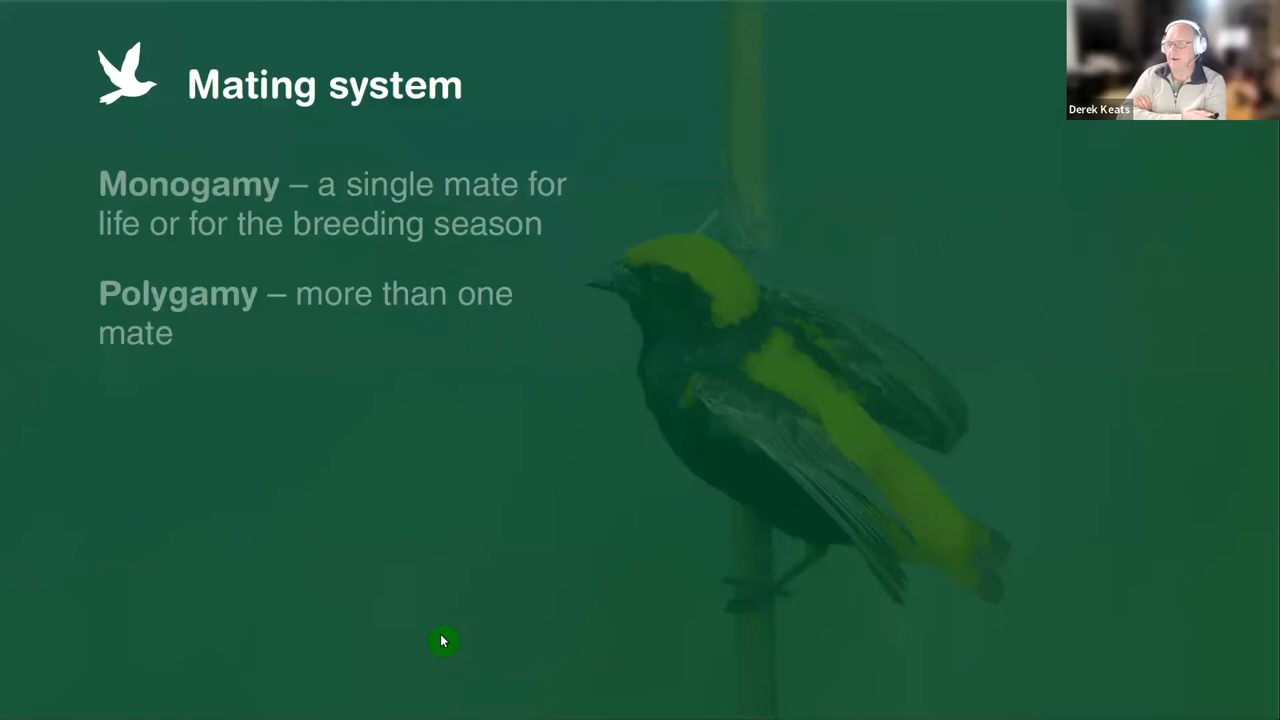 Mating system
Derek Keats
Monogamy – a single mate for
life or for the breeding season
Polygamy – more than one
mate